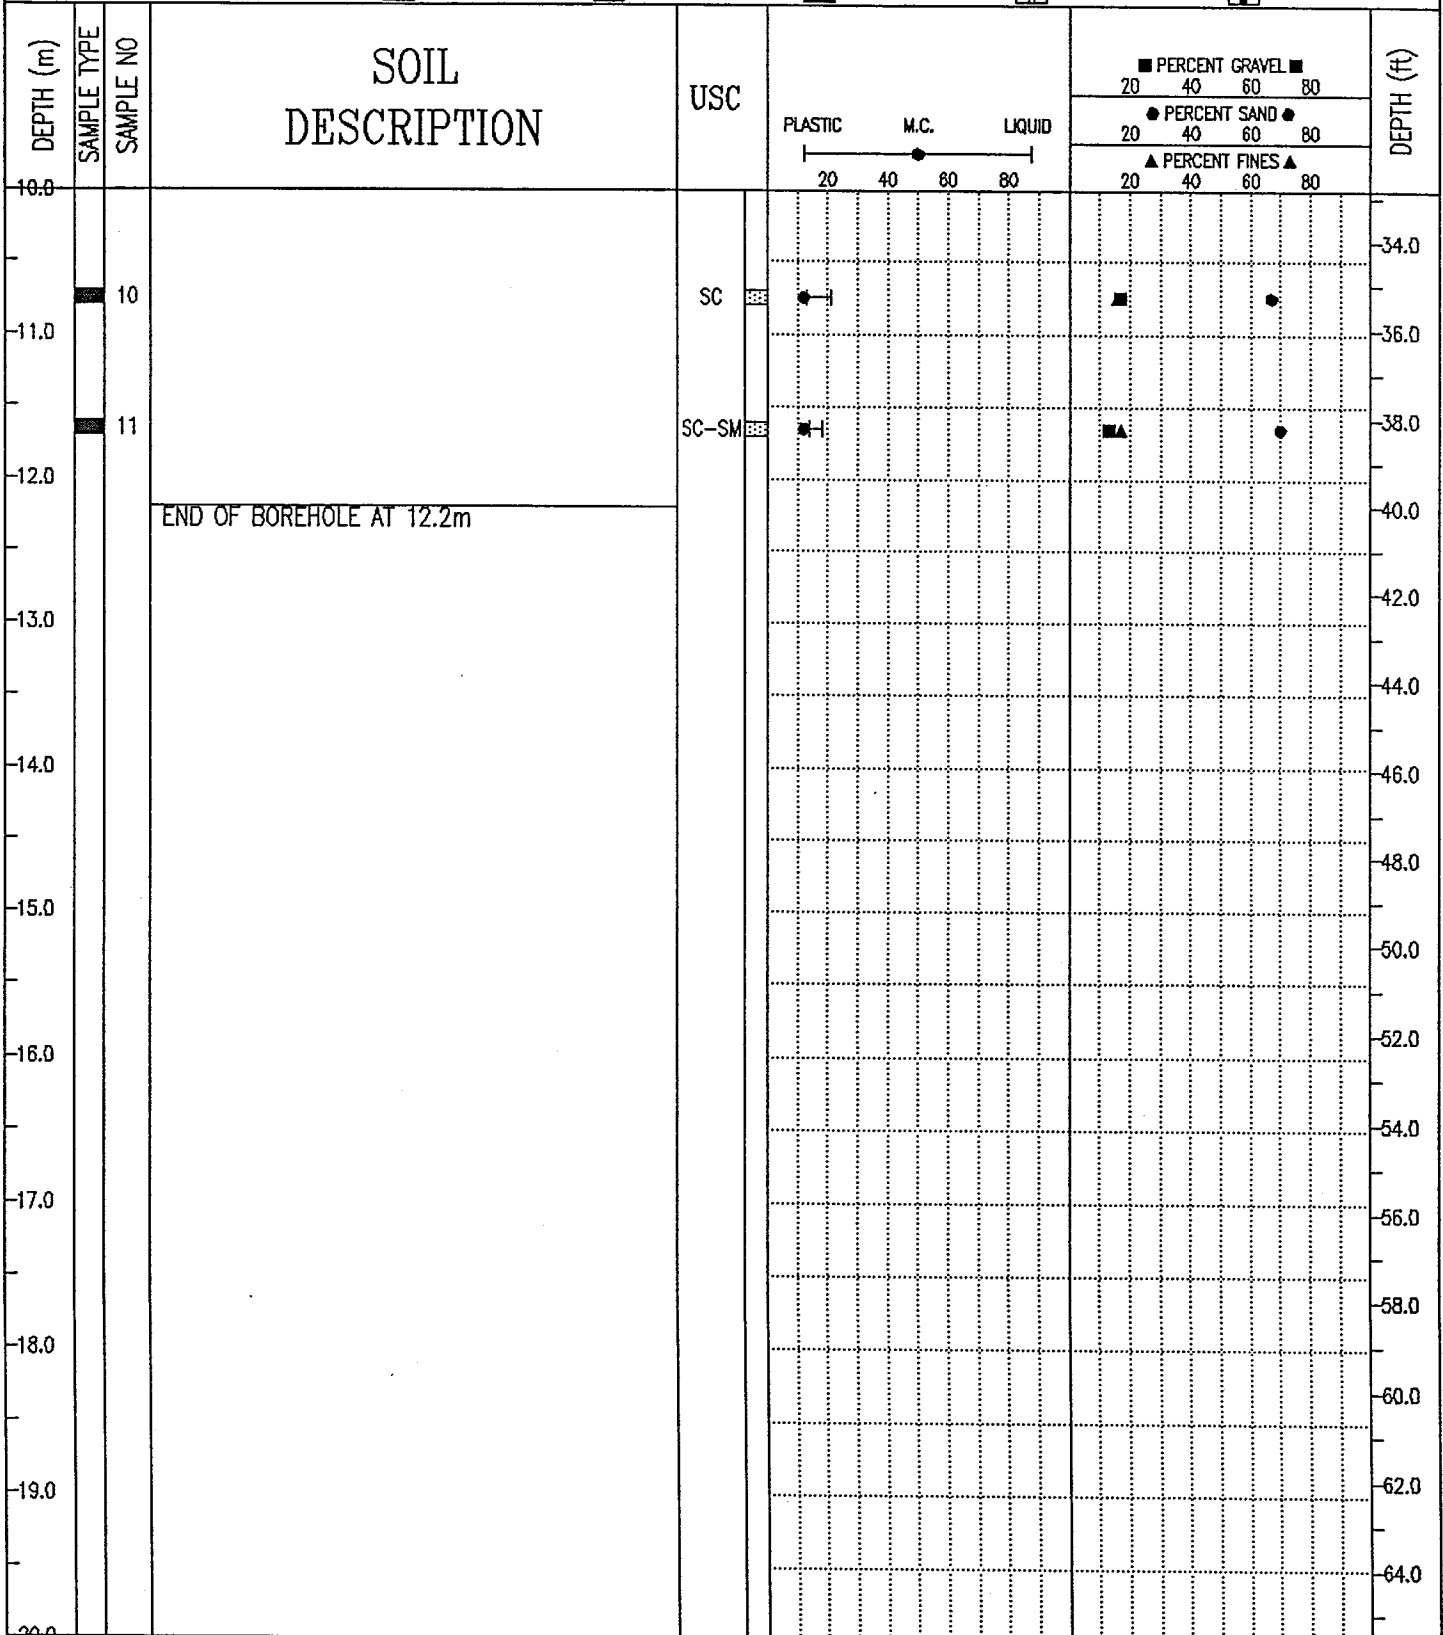 DEPTH (m)
SAMPLE TYPE
SAMPLE NO
SOIL
DESCRIPTION
USC
PLASTIC M.C. LIQUID
20 40 60 80
■ PERCENT GRAVEL ■
20 40 60 80
● PERCENT SAND ●
20 40 60 80
▲ PERCENT FINES ▲
20 40 60 80
DEPTH (ft)
10.0
34.0
10 SC
11.0
36.0
11 SC-SM
38.0
12.0
END OF BOREHOLE AT 12.2m
40.0
42.0
13.0
44.0
14.0
46.0
48.0
15.0
50.0
52.0
16.0
54.0
17.0
56.0
58.0
18.0
60.0
62.0
19.0
64.0
20.0